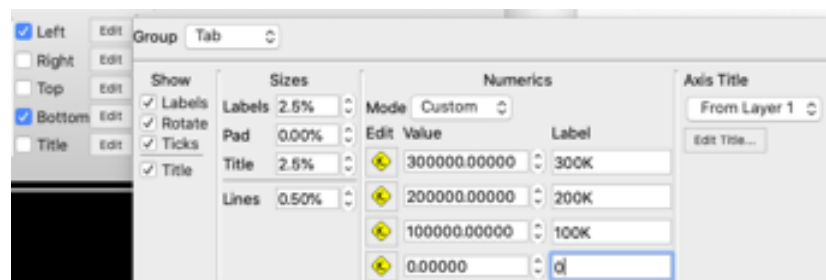 Left Edit
Right Edit
Top Edit
Bottom Edit
Title Edit
Group Tab
Show
Labels
Rotate
Ticks
Title
Sizes
Labels 2.5%
Pad 0.00%
Title 2.5%
Lines 0.50%
Numerics
Mode Custom
Edit Value Label
300000.00000 300K
200000.00000 200K
100000.00000 100K
0.00000 0
Axis Title
From Layer 1
Edit Title...